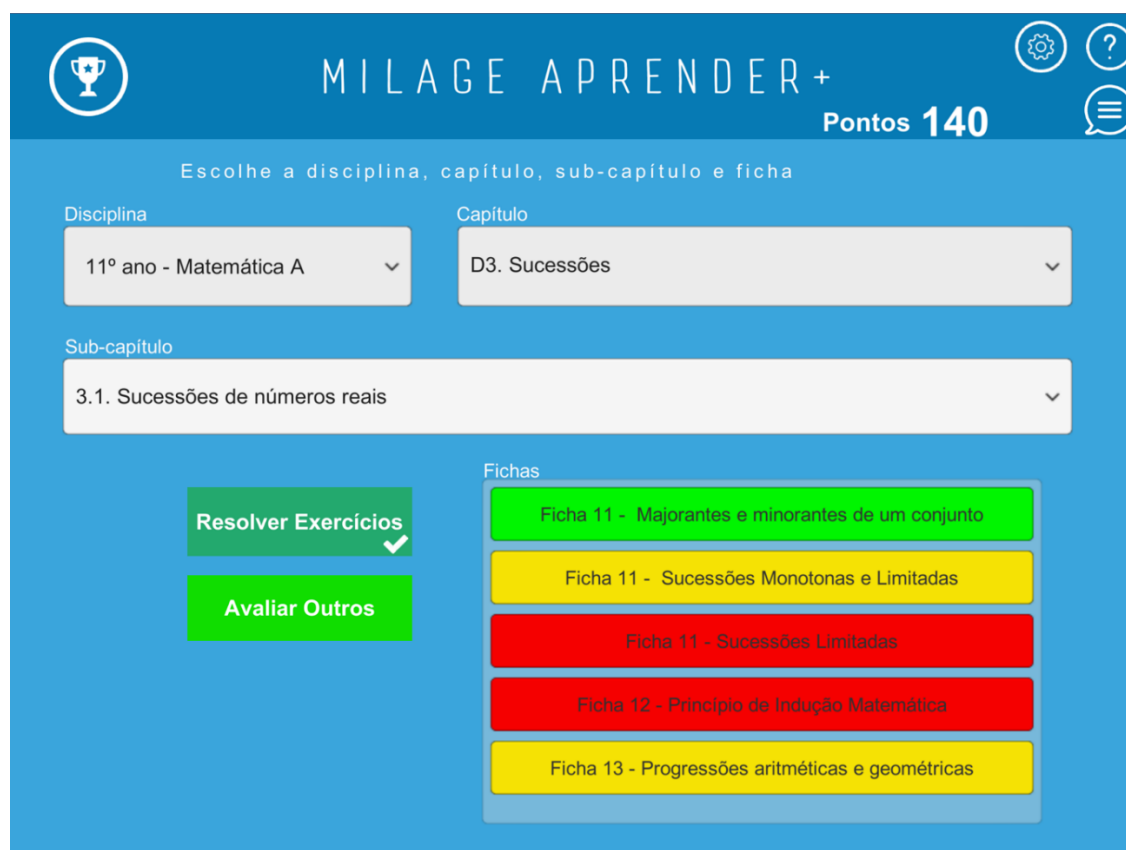 MILAGE APRENDER+
?
Pontos 140
Escolhe a disciplina, capítulo, sub-capítulo e ficha
Disciplina
Capítulo
11º ano - Matemática A
D3. Sucessões
Sub-capítulo
3.1. Sucessões de números reais
Fichas
Resolver Exercícios
Avaliar Outros
Ficha 11 - Majorantes e minorantes de um conjunto
Ficha 11 - Sucessões Monotonas e Limitadas
Ficha 11 - Sucessões Limitadas
Ficha 12 - Princípio de Indução Matemática
Ficha 13 - Progressões aritméticas e geométricas